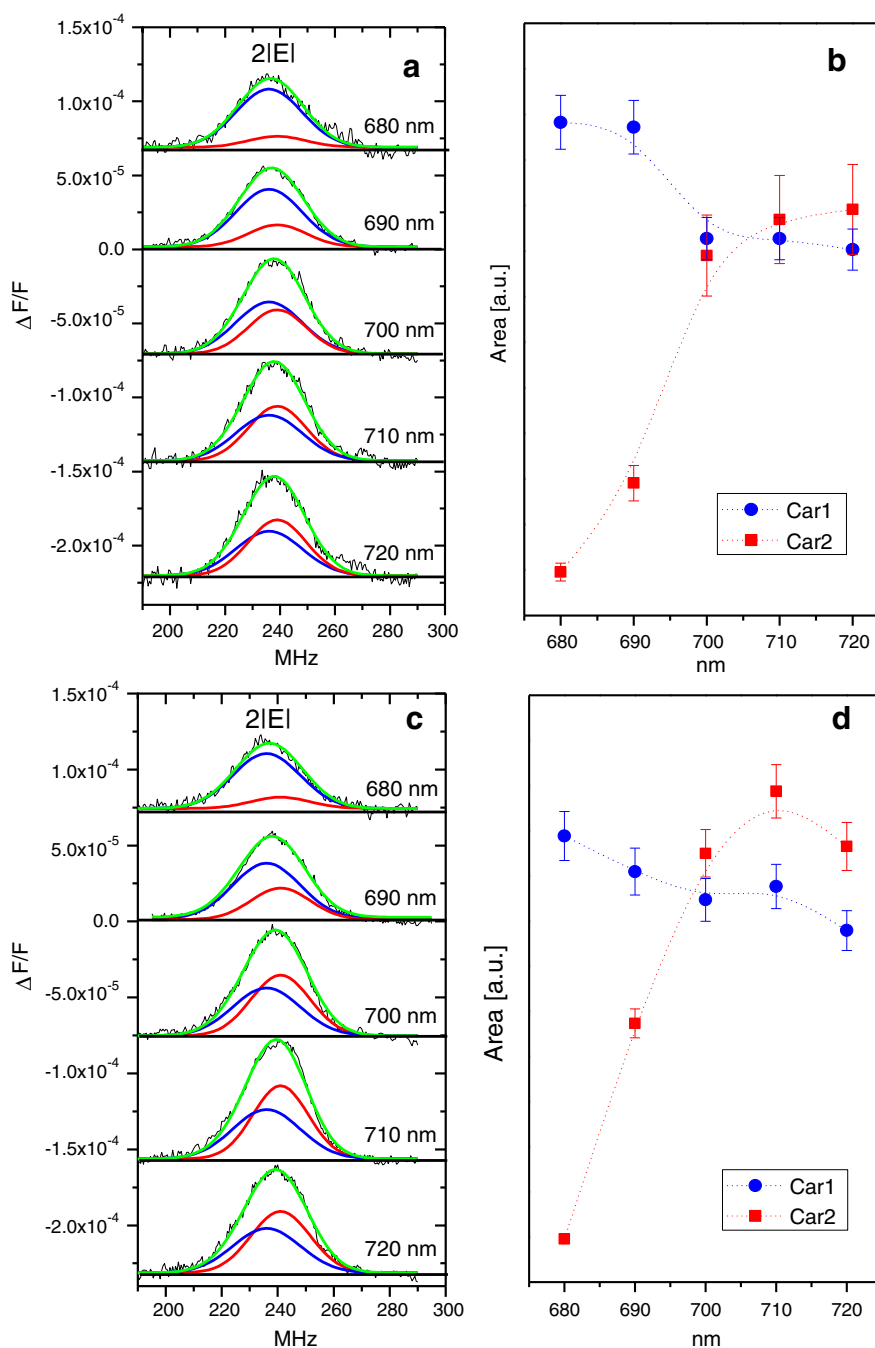 a
2|E|
1.5x10-4
1.0x10-4
5.0x10-5
0.0
-5.0x10-5
-1.0x10-4
-1.5x10-4
-2.0x10-4
Δ F/F
680 nm
690 nm
700 nm
710 nm
720 nm
200 220 240 260 280 300
MHz
b
Area [a.u.]
Car1
Car2
680 690 700 710 720
nm
c
2|E|
1.5x10-4
1.0x10-4
5.0x10-5
0.0
-5.0x10-5
-1.0x10-4
-1.5x10-4
-2.0x10-4
Δ F/F
680 nm
690 nm
700 nm
710 nm
720 nm
200 220 240 260 280 300
MHz
d
Area [a.u.]
Car1
Car2
680 690 700 710 720
nm